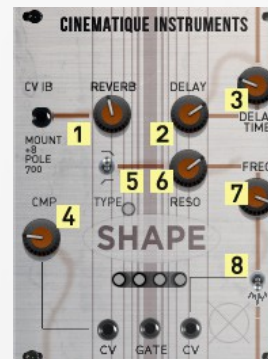 CINEMATIQUE INSTRUMENTS
CV IB
REVERB
DELAY
3
DELA
TIME
1
2
MOUNT
+8
POLE
700
5
6
FREQ
7
CMP
4
TYPE
RESO
SHAPE
8
CV
GATE
CV